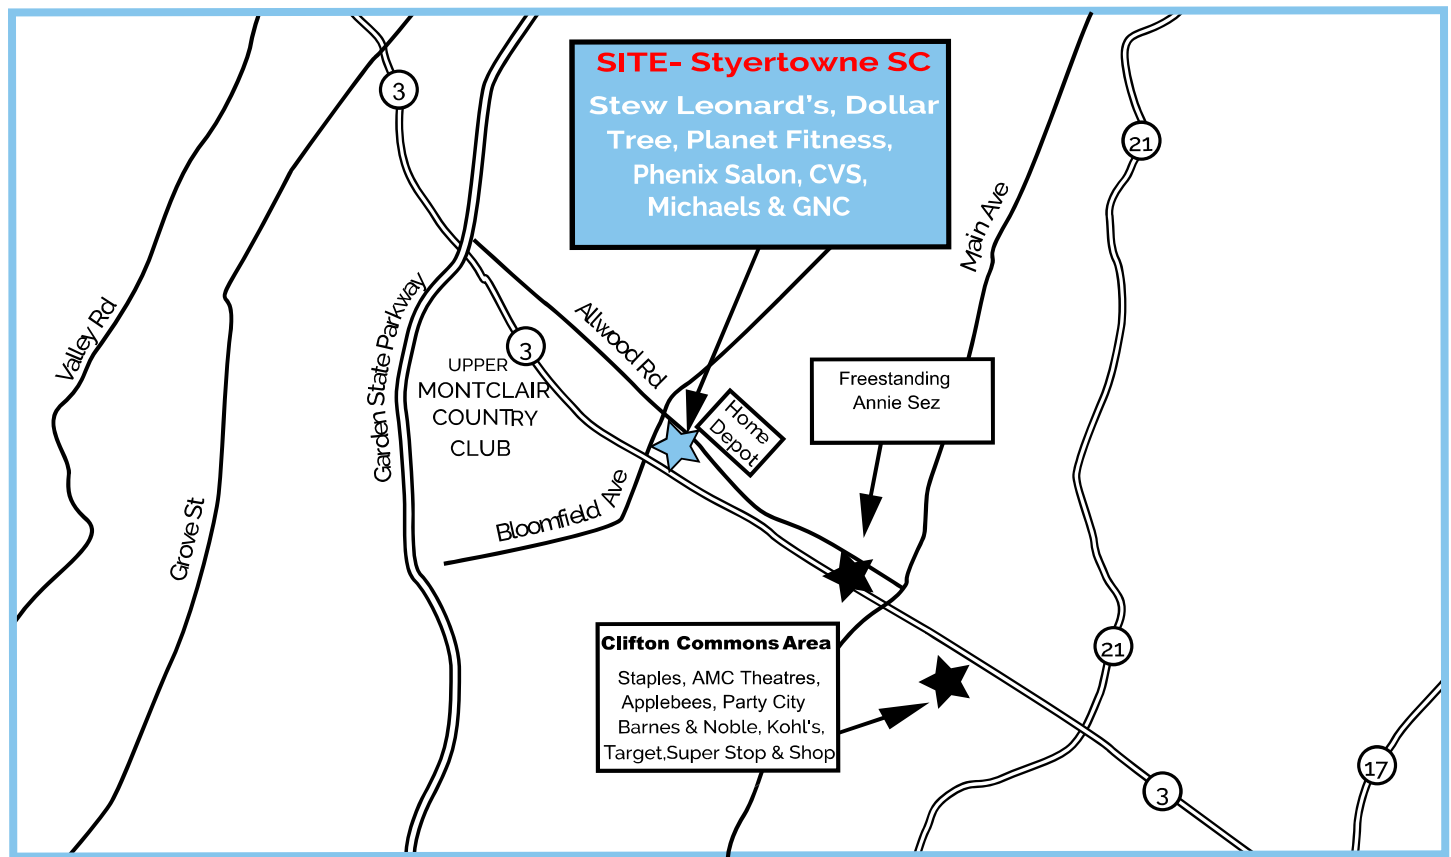 SITE- Styertowne SC
Stew Leonard's, Dollar
Tree, Planet Fitness,
Phenix Salon, CVS,
Michaels & GNC
3
21
Main Ave
Valley Rd
Garden State Parkway
Allwood Rd
3
UPPER
MONTCLAIR
COUNTRY
CLUB
Home
Depot
Freestanding
Annie Sez
Bloomfield Ave
Grove St
Clifton Commons Area
Staples, AMC Theatres,
Applebees, Party City
Barnes & Noble, Kohl's,
Target,Super Stop & Shop
21
17
3